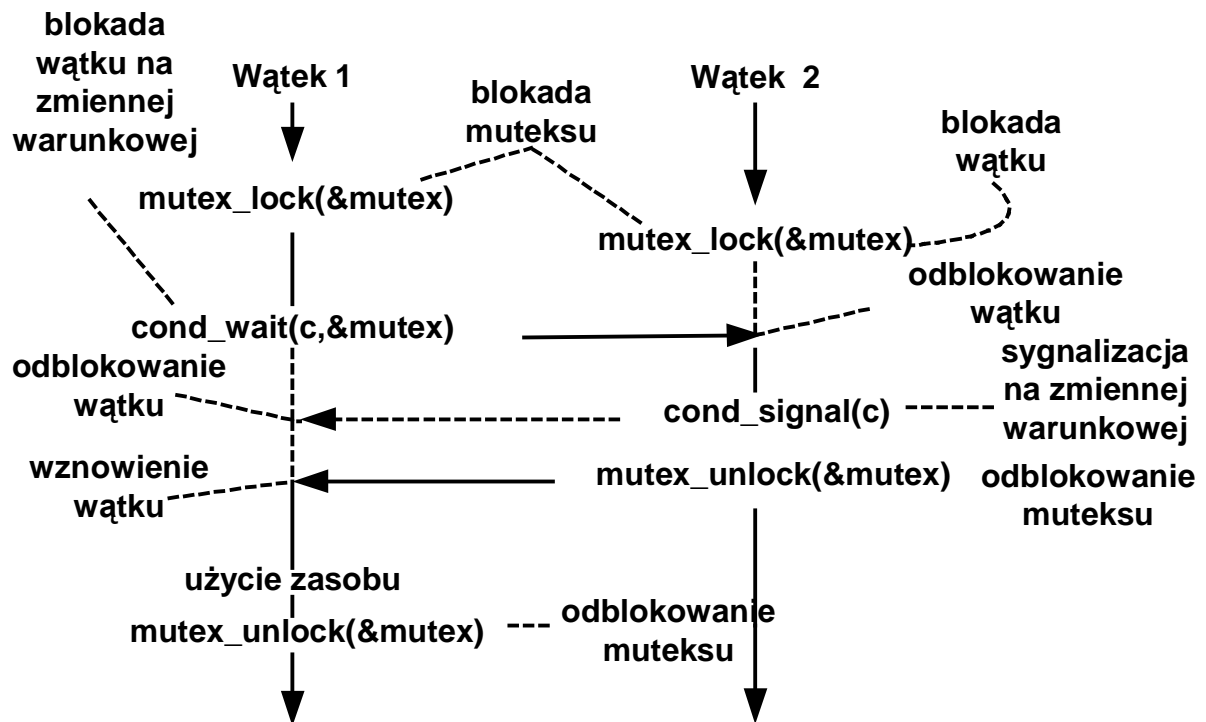 blokada
wątku na
zmiennej
warunkowej
Wątek 1
blokada
muteksu
Wątek 2
blokada
wątku
mutex_lock(&mutex)
mutex_lock(&mutex)
odblokowanie
wątku
cond_wait(c,&mutex)
odblokowanie
wątku
sygnalizacja
na zmiennej
warunkowej
cond_signal(c)
wznowienie
wątku
mutex_unlock(&mutex)
odblokowanie
muteksu
użycie zasobu
mutex_unlock(&mutex)
odblokowanie
muteksu